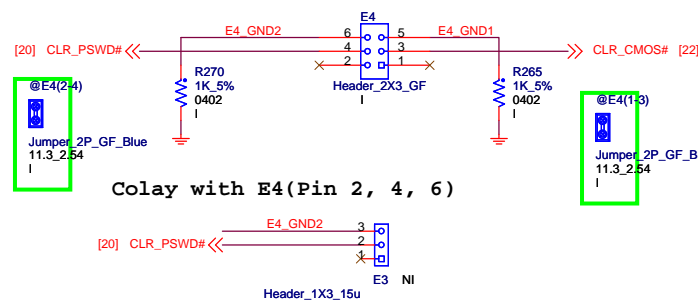 E4
E4_GND2
6
5
E4_GND1
[20] CLR_PSWD#
4
3
CLR_CMOS# [22]
2
1
@E4(2-4)
R270
1K_5%
0402
I
Header_2X3_GF
I
R265
1K_5%
0402
I
@E4(1-3)
Jumper_2P_GF_Blue
11.3_2.54
I
Jumper_2P_GF_B
11.3_2.54
I
Colay with E4(Pin 2, 4, 6)
E4_GND2
3
[20] CLR_PSWD#
2
1
E3 NI
Header_1X3_15u